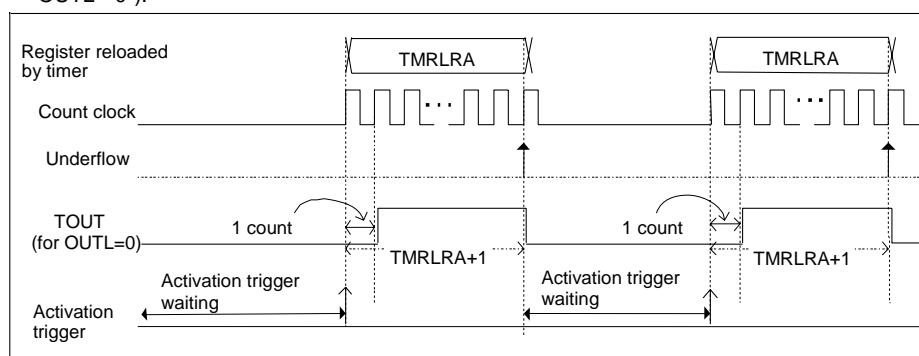 OUTL="0").
Register reloaded
by timer
TMRLRA
TMRLRA
Count clock
Underflow
TOUT
(for OUTL=0)
1 count
1 count
TMRLRA+1
TMRLRA+1
Activation trigger
waiting
Activation trigger
waiting
Activation
trigger